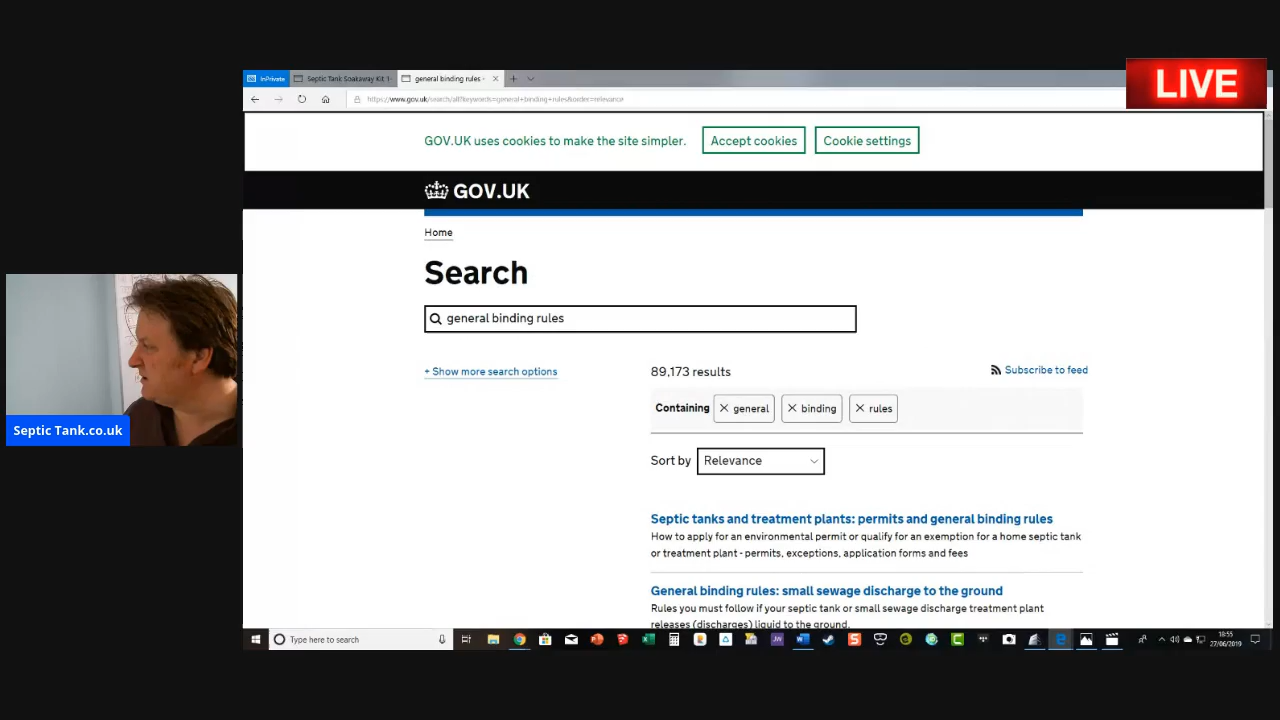 LIVE
InPrivate
Septic Tank Soakaway Kit 1
general binding rules -
https://www.gov.uk/search/all?keywords=general+binding+rules&order=relevance
GOV.UK uses cookies to make the site simpler.
Accept cookies
Cookie settings
GOV.UK
Home
Search
general binding rules
+ Show more search options
89,173 results
Subscribe to feed
Containing
general
binding
rules
Sort by
Relevance
Septic tanks and treatment plants: permits and general binding rules
How to apply for an environmental permit or qualify for an exemption for a home septic tank
or treatment plant - permits, exceptions, application forms and fees
General binding rules: small sewage discharge to the ground
Rules you must follow if your septic tank or small sewage discharge treatment plant
releases (discharges) liquid to the ground.
Septic Tank.co.uk
Type here to search
JW
18:55
27/06/2019